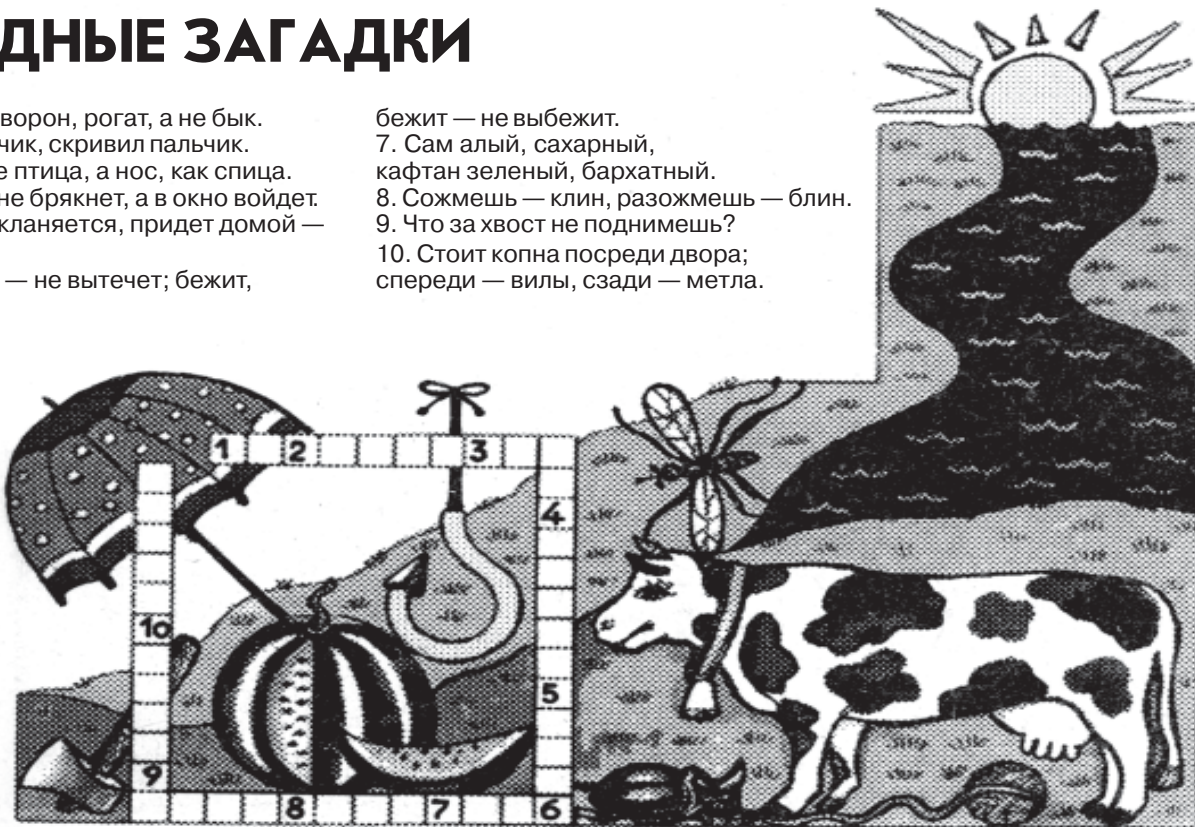 ДНЫЕ ЗАГАДКИ
ворон, рогат, а не бык.
чик, скривил пальчик.
е птица, а нос, как спица.
не брякнет, а в окно войдет.
кланяется, придет домой —
— не вытечет; бежит,
бежит — не выбежит.
7. Сам алый, сахарный,
кафтан зеленый, бархатный.
8. Сожмешь — клин, разожмешь — блин.
9. Что за хвост не поднимешь?
10. Стоит копна посреди двора;
спереди — вилы, сзади — метла.
1 2 3
4
10
5
9
8 7 6